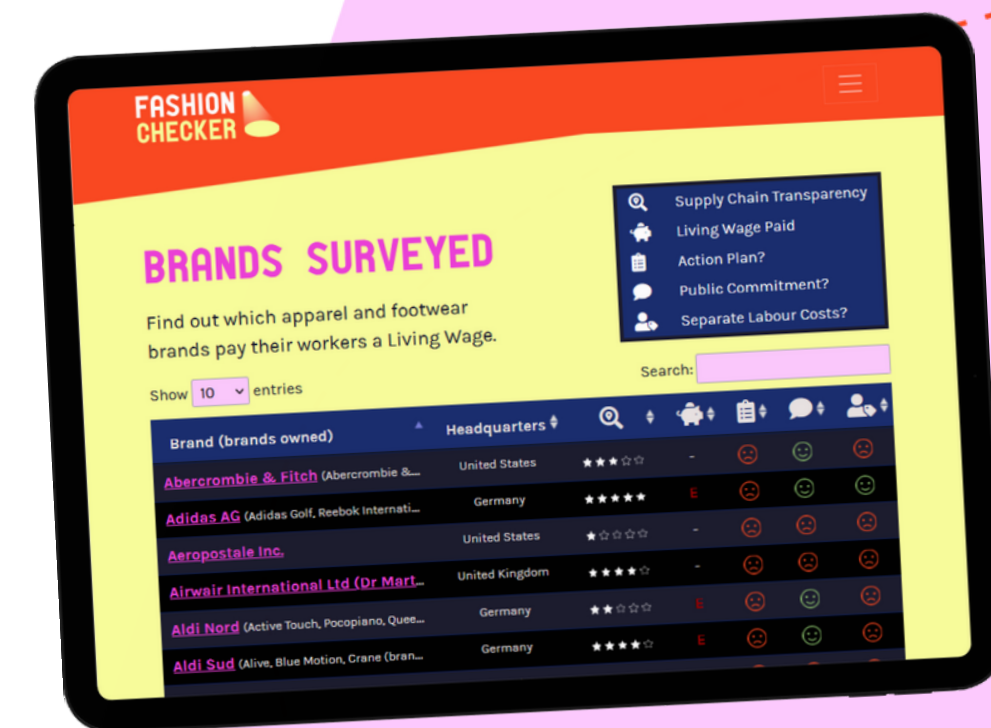 FASHION
CHECKER
Supply Chain Transparency
Living Wage Paid
Action Plan?
Public Commitment?
Separate Labour Costs?
BRANDS SURVEYED
Find out which apparel and footwear
brands pay their workers a Living Wage.
Show 10 entries
Search:
Brand (brands owned) Headquarters
Abercrombie & Fitch (Abercrombie &... United States ★★★☆☆ -
Adidas AG (Adidas Golf, Reebok Internati... Germany ★★★★★ E
Aeropostale Inc. United States ★☆☆☆☆ -
Airwair International Ltd (Dr Mart... United Kingdom ★★★★☆ -
Aldi Nord (Active Touch, Pocopiano, Quee... Germany ★★☆☆☆ E
Aldi Sud (Alive, Blue Motion, Crane (bran... Germany ★★★★☆ E